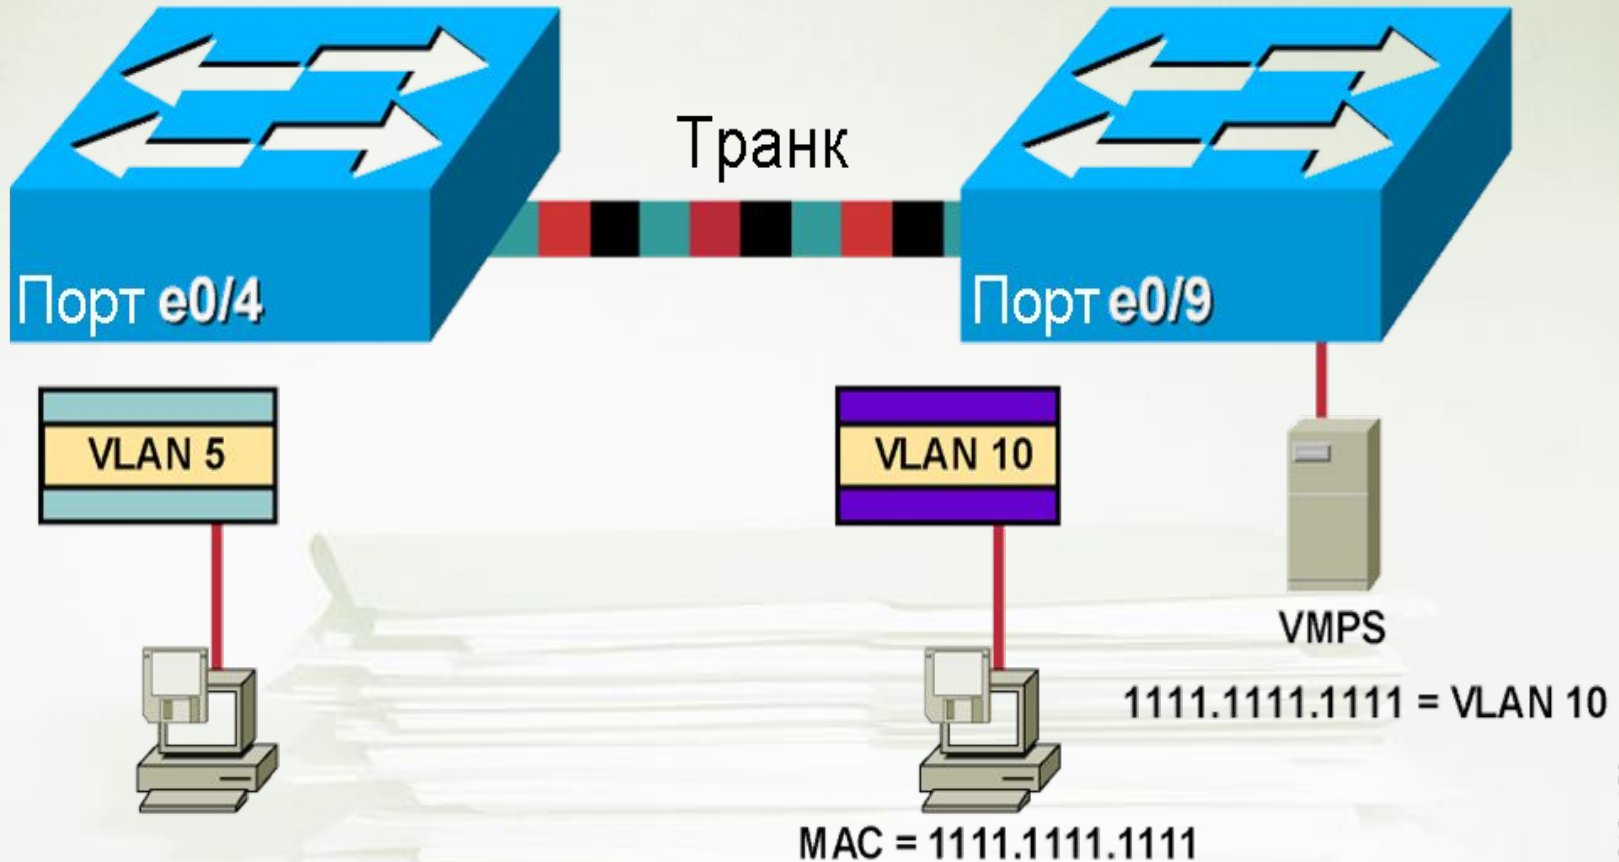 Транк
Порт e0/4
Порт e0/9
VLAN 5
VLAN 10
VMPS
1111.1111.1111 = VLAN 10
MAC = 1111.1111.1111